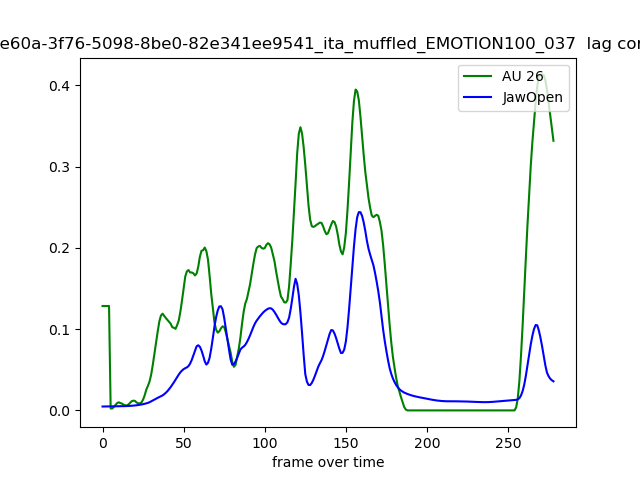 e60a-3f76-5098-8be0-82e341ee9541_ita_muffled_EMOTION100_037 lag cor
AU 26
JawOpen
0.4
0.3
0.2
0.1
0.0
0 50 100 150 200 250
frame over time